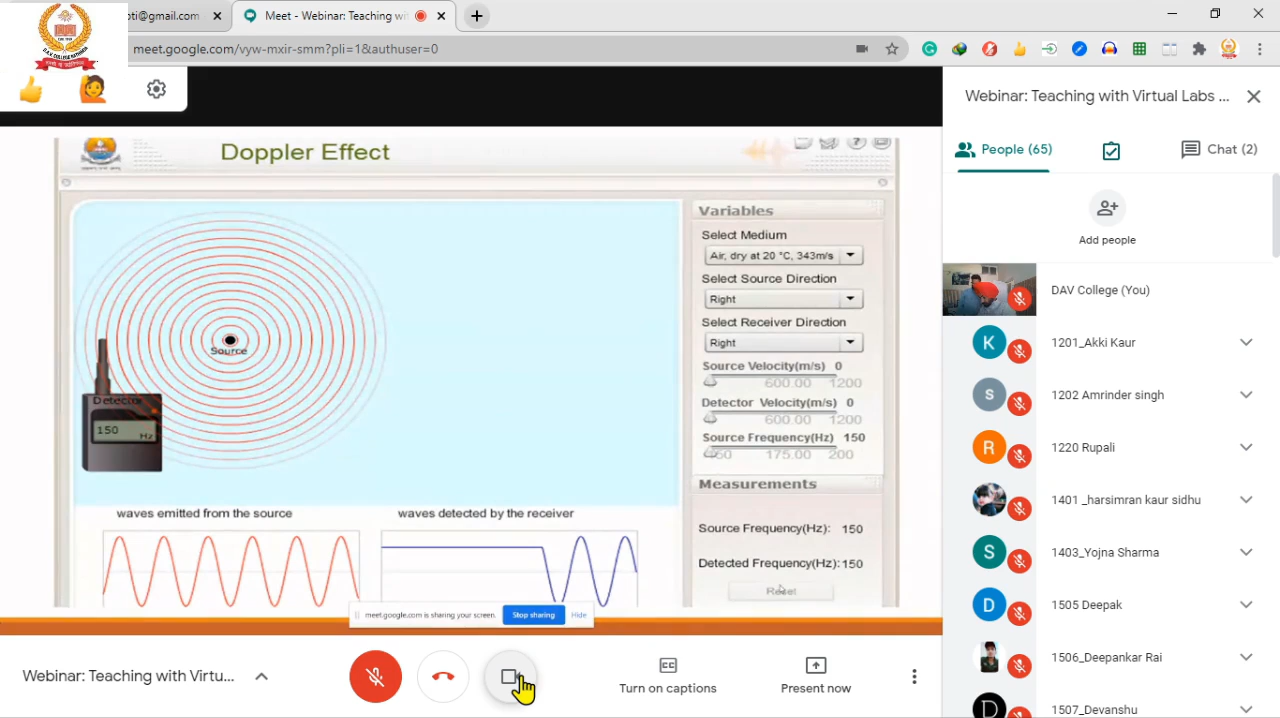 oti@gmail.com
Meet - Webinar: Teaching wit
meet.google.com/vyw-mxir-smm?pli=1&authuser=0
Webinar: Teaching with Virtual Labs ...
People (65)
Chat (2)
Add people
DAV College (You)
1201_Akki Kaur
1202 Amrinder singh
1220 Rupali
1401 _harsimran kaur sidhu
1403_Yojna Sharma
1505 Deepak
1506_Deepankar Rai
1507_Devanshu
K
s
R
S
D
D
Doppler Effect
Source
Detector
150
Hz
waves emitted from the source
waves detected by the receiver
Variables
Select Medium
Air, dry at 20 °C, 343m/s
Select Source Direction
Right
Select Receiver Direction
Right
Source Velocity(m/s) 0
600.00 1200
Detector Velocity(m/s) 0
600.00 1200
Source Frequency(Hz) 150
175.00 200
Measurements
Source Frequency(Hz): 150
Detected Frequency(Hz): 150
Reset
meet.google.com is sharing your screen.
Stop sharing
Hide
Webinar: Teaching with Virtu...
CC
Turn on captions
Present now